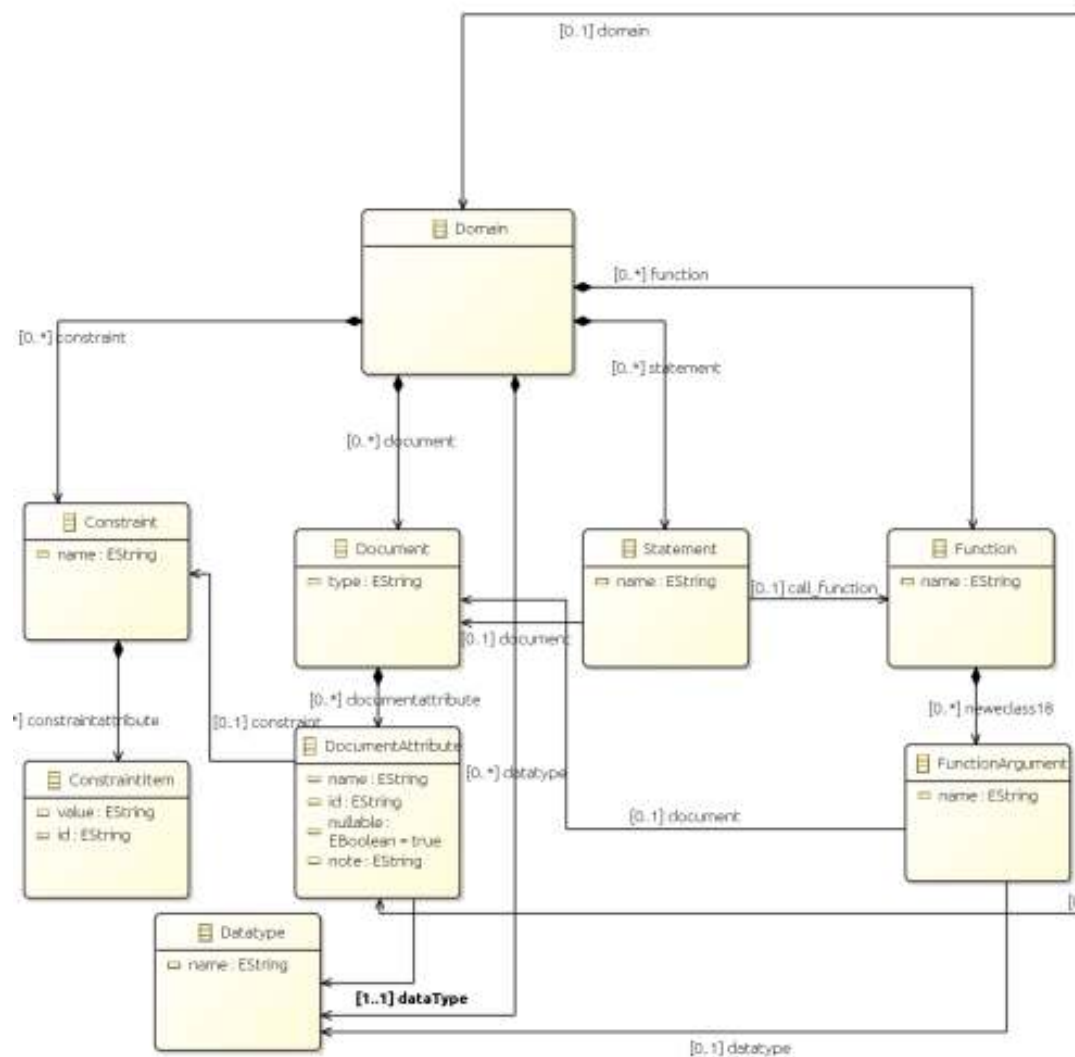 [0..1] domain
Domain
[0..*] function
[0..*] constraint
[0..*] statement
[0..*] document
Constraint
name : EString
Document
type : EString
Statement
name : EString
Function
name : EString
[0..1] call_function
[0..1] document
*] constraintattribute
[0..1] constraint
[0..*] documentattribute
[0..*] neweclass16
ConstraintItem
value : EString
id : EString
DocumentAttribute
name : EString
id : EString
nullable :
EBoolean = true
note : EString
[0..*] datatype
FunctionArgument
name : EString
[0..1] document
[0
Datatype
name : EString
[1..1] dataType
[0..1] datatype